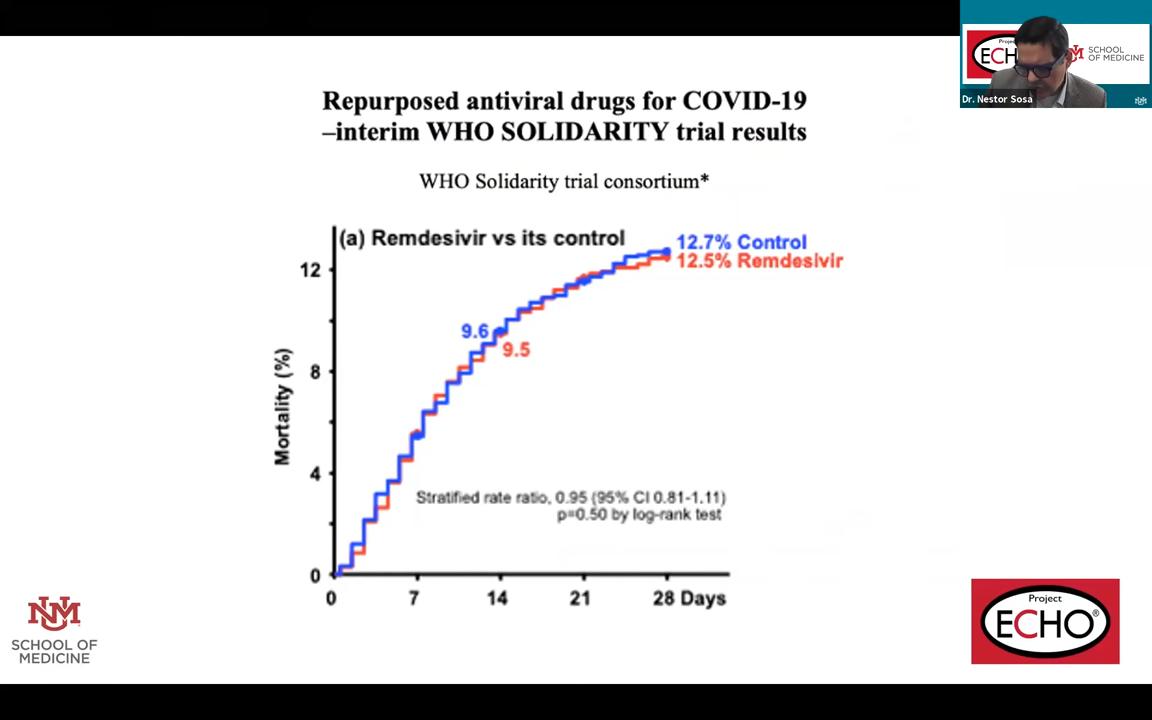 Repurposed antiviral drugs for COVID-19
–interim WHO SOLIDARITY trial results
WHO Solidarity trial consortium*
(a) Remdesivir vs its control
12.7% Control
12.5% Remdesivir
12
9.6
9.5
Mortality (%)
8
4
Stratified rate ratio, 0.95 (95% CI 0.81-1.11)
p=0.50 by log-rank test
0
0 7 14 21 28 Days
UNM
SCHOOL OF
MEDICINE
Project
ECHO®
Project
ECH
SCHOOL
OF MEDICINE
Dr. Nestor Sosa